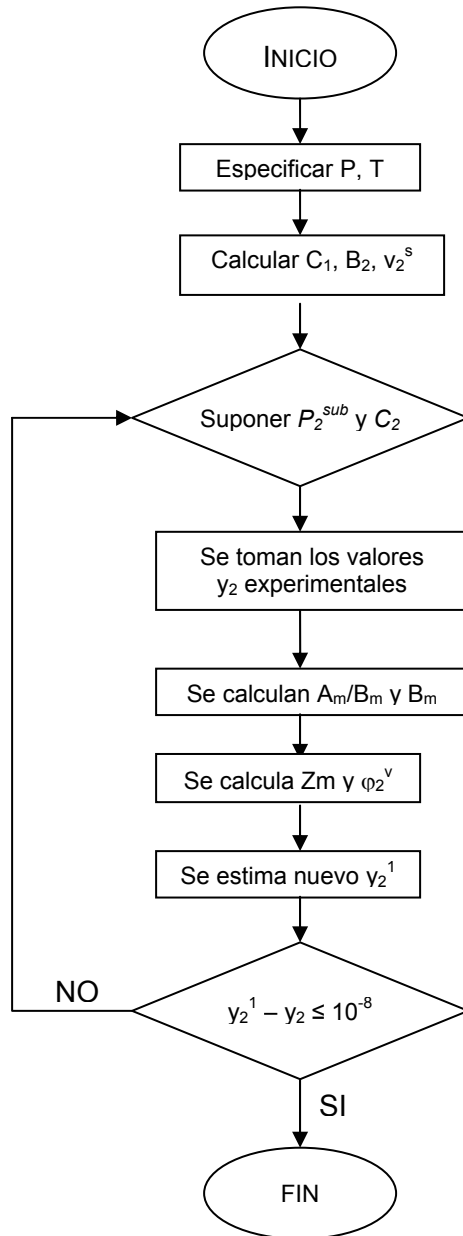 INICIO
Especificar P, T
Calcular C₁, B₂, v₂ˢ
Suponer P₂ˢᵘᵇ y C₂
Se toman los valores
y₂ experimentales
Se calculan Aₘ/Bₘ y Bₘ
Se calcula Zm y φ₂ᵛ
Se estima nuevo y₂¹
NO
y₂¹ – y₂ ≤ 10⁻⁸
SI
FIN